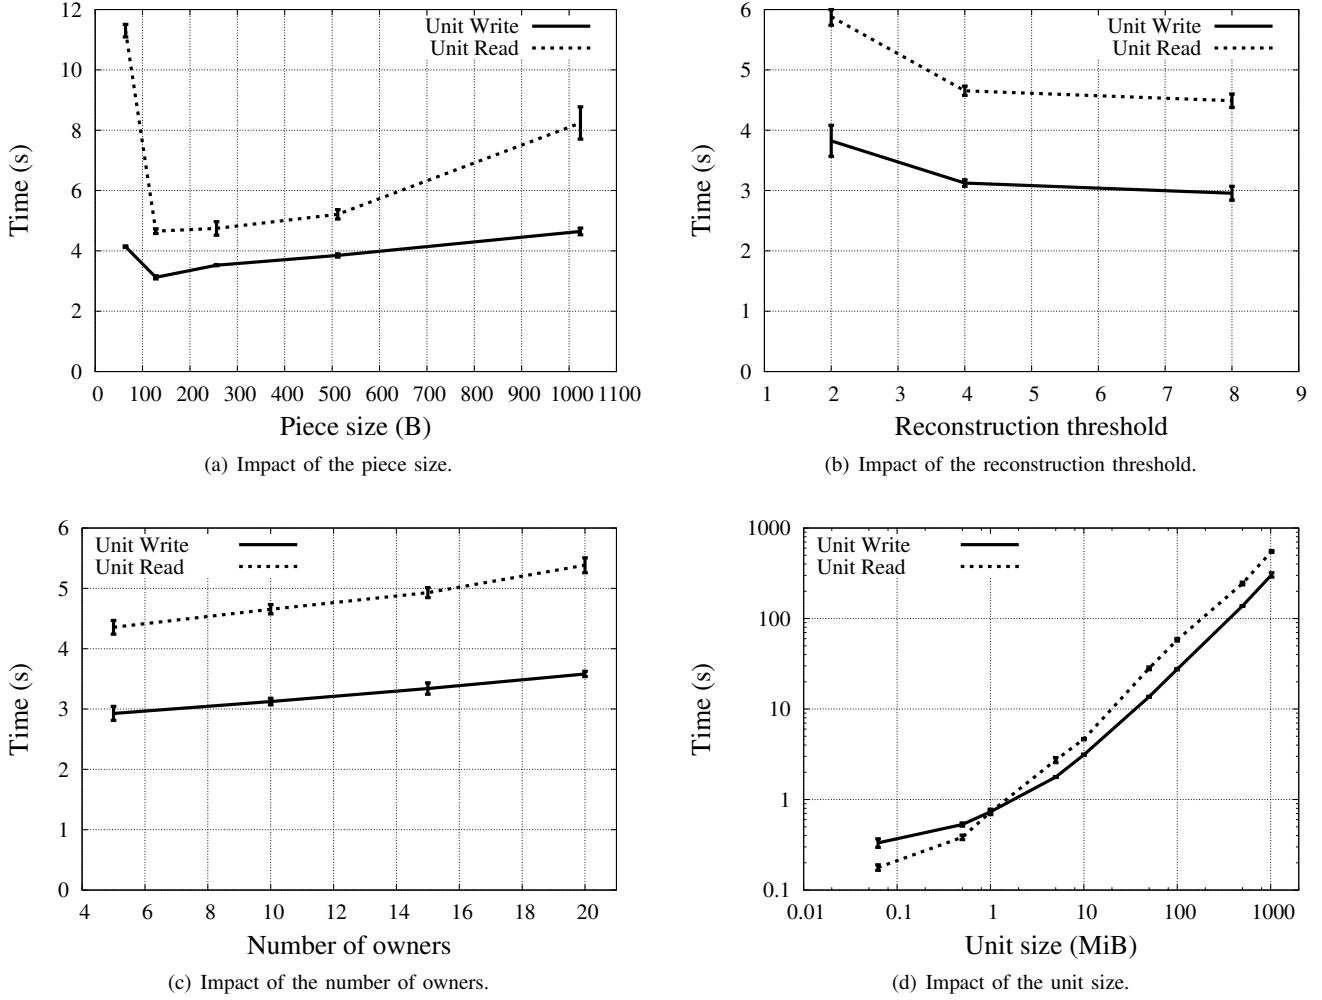 12
10
8
6
4
2
0
Time (s)
Unit Write
Unit Read
0 100 200 300 400 500 600 700 800 900 1000 1100
Piece size (B)
(a) Impact of the piece size.
6
5
4
3
2
1
0
Time (s)
Unit Write
Unit Read
1 2 3 4 5 6 7 8 9
Reconstruction threshold
(b) Impact of the reconstruction threshold.
6
5
4
3
2
1
0
Time (s)
Unit Write
Unit Read
4 6 8 10 12 14 16 18 20
Number of owners
(c) Impact of the number of owners.
1000
100
10
1
0.1
Time (s)
Unit Write
Unit Read
0.01 0.1 1 10 100 1000
Unit size (MiB)
(d) Impact of the unit size.